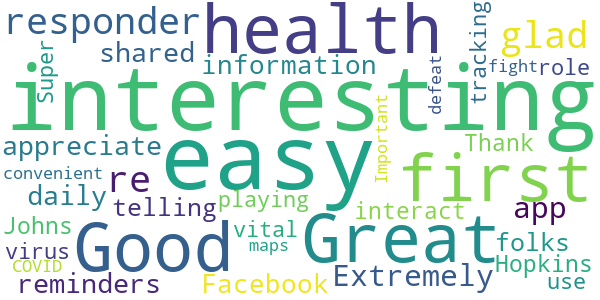 responder health glad tracking
Super shared information fight role
interesting defeat
appreciate easy Important Thank
convenient re first
daily telling playing interact app
Johns Good vital Great folks
virus maps Hopkins
COVID reminders Facebook Extremely use